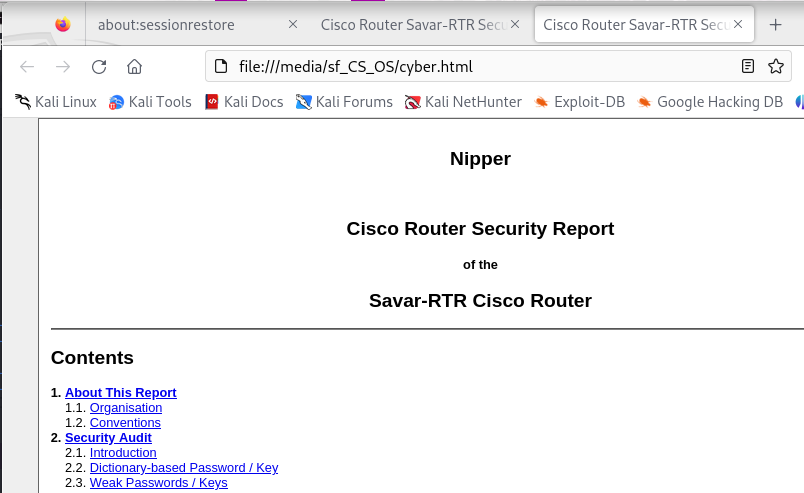 about:sessionrestore
Cisco Router Savar-RTR Secu
Cisco Router Savar-RTR Secu
file:///media/sf_CS_OS/cyber.html
Kali Linux
Kali Tools
Kali Docs
Kali Forums
Kali NetHunter
Exploit-DB
Google Hacking DB
Nipper
Cisco Router Security Report
of the
Savar-RTR Cisco Router
Contents
1. About This Report
1.1. Organisation
1.2. Conventions
2. Security Audit
2.1. Introduction
2.2. Dictionary-based Password / Key
2.3. Weak Passwords / Keys